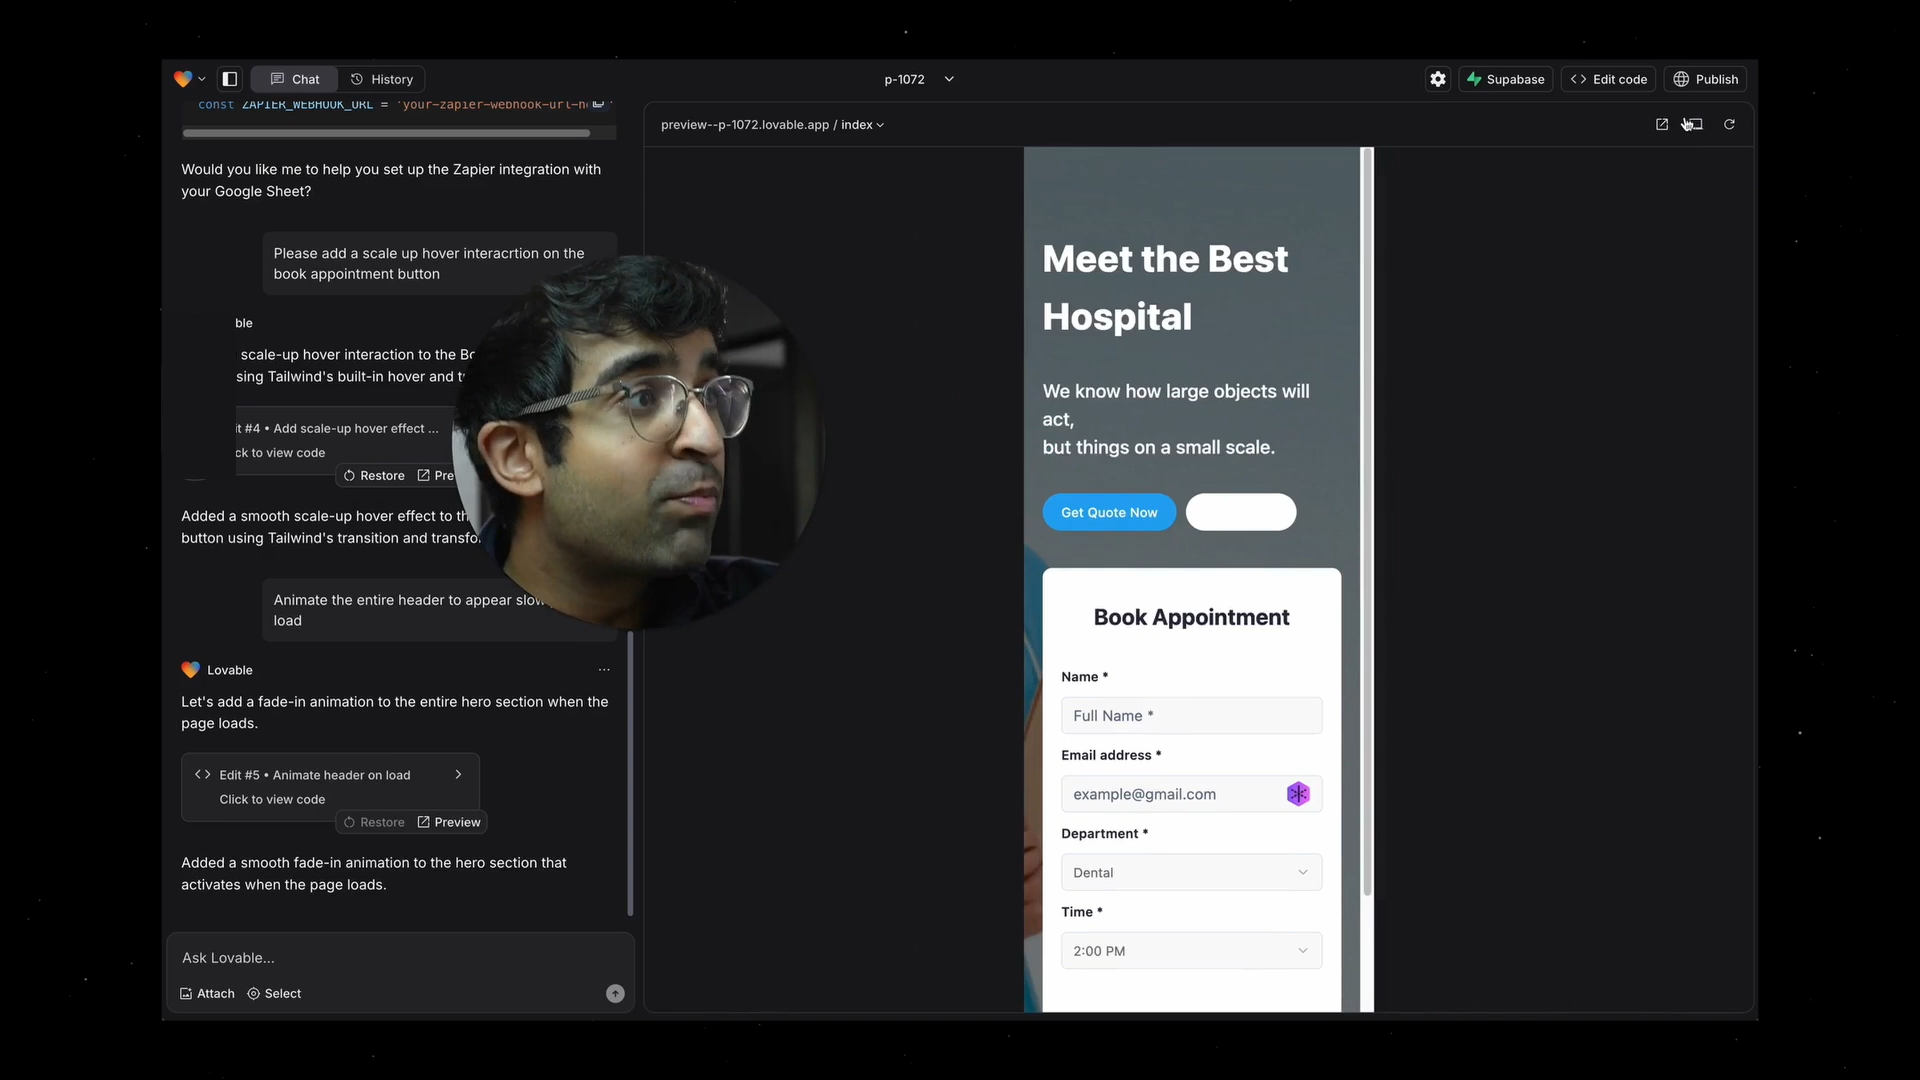 Chat
History
p-1072
Supabase
Edit code
Publish
const ZAPIER_WEBHOOK_URL = 'your-zapier-webhook-url-h
preview--p-1072.lovable.app / index
Would you like me to help you set up the Zapier integration with
your Google Sheet?
Please add a scale up hover interacrtion on the
book appointment button
ble
scale-up hover interaction to the Bo
sing Tailwind's built-in hover and t
it #4 • Add scale-up hover effect ...
ck to view code
Restore
Pre
Added a smooth scale-up hover effect to th
button using Tailwind's transition and transfo
Animate the entire header to appear slow
load
Lovable
Let's add a fade-in animation to the entire hero section when the
page loads.
Edit #5 • Animate header on load
Click to view code
Restore
Preview
Added a smooth fade-in animation to the hero section that
activates when the page loads.
Ask Lovable...
Attach
Select
Meet the Best
Hospital
We know how large objects will
act,
but things on a small scale.
Get Quote Now
Book Appointment
Name *
Full Name *
Email address *
example@gmail.com
Department *
Dental
Time *
2:00 PM